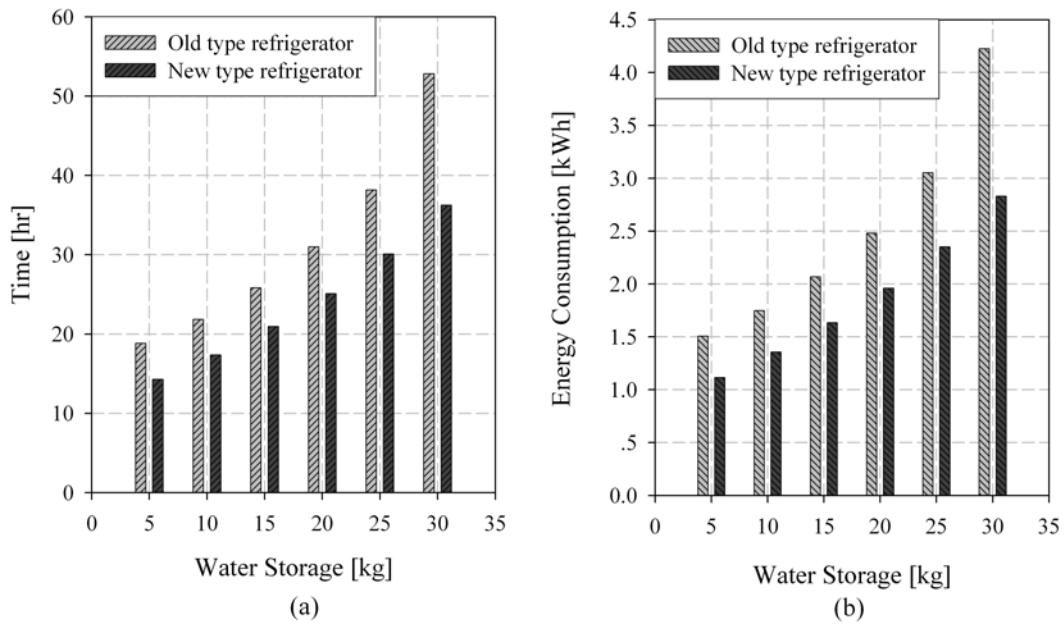 60
50
40
30
20
10
0
Time [hr]
Old type refrigerator
New type refrigerator
0 5 10 15 20 25 30 35
Water Storage [kg]
(a)
4.5
4.0
3.5
3.0
2.5
2.0
1.5
1.0
.5
0.0
Energy Consumption [kWh]
Old type refrigerator
New type refrigerator
0 5 10 15 20 25 30 35
Water Storage [kg]
(b)